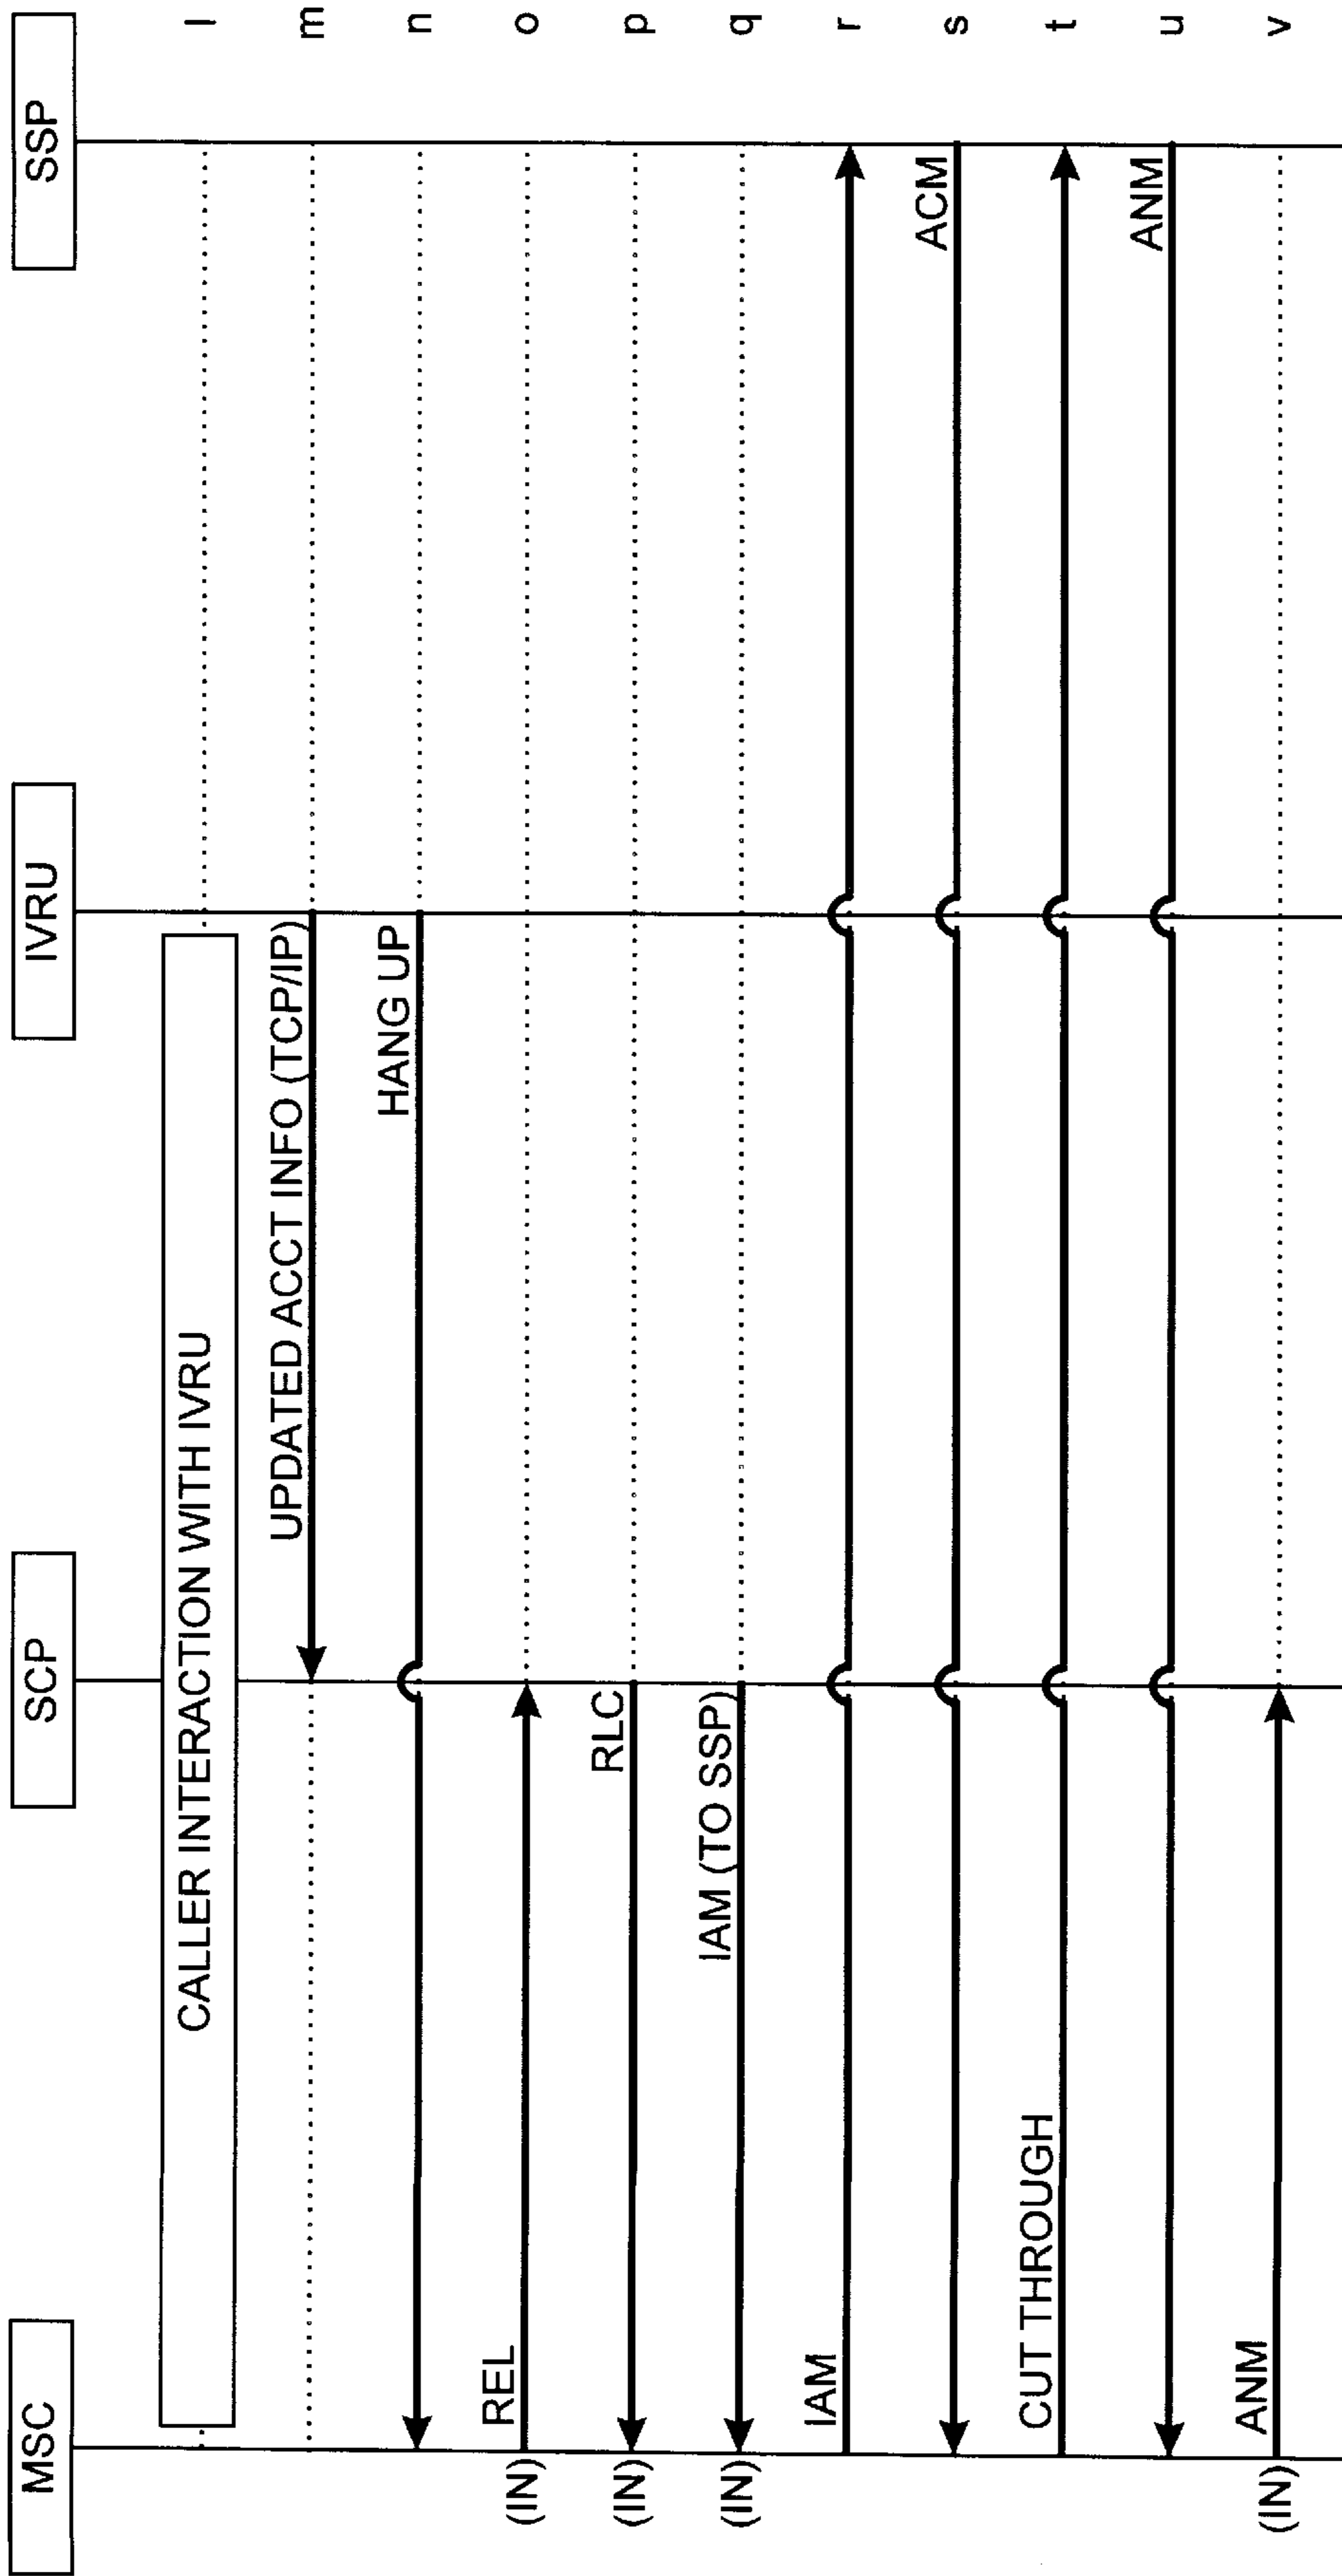 MSC
SCP
IVRU
SSP
CALLER INTERACTION WITH IVRU
l
UPDATED ACCT INFO (TCP/IP)
m
HANG UP
n
(IN)
REL
o
(IN)
RLC
p
(IN)
IAM (TO SSP)
q
IAM
r
ACM
s
CUT THROUGH
t
ANM
u
(IN)
ANM
v